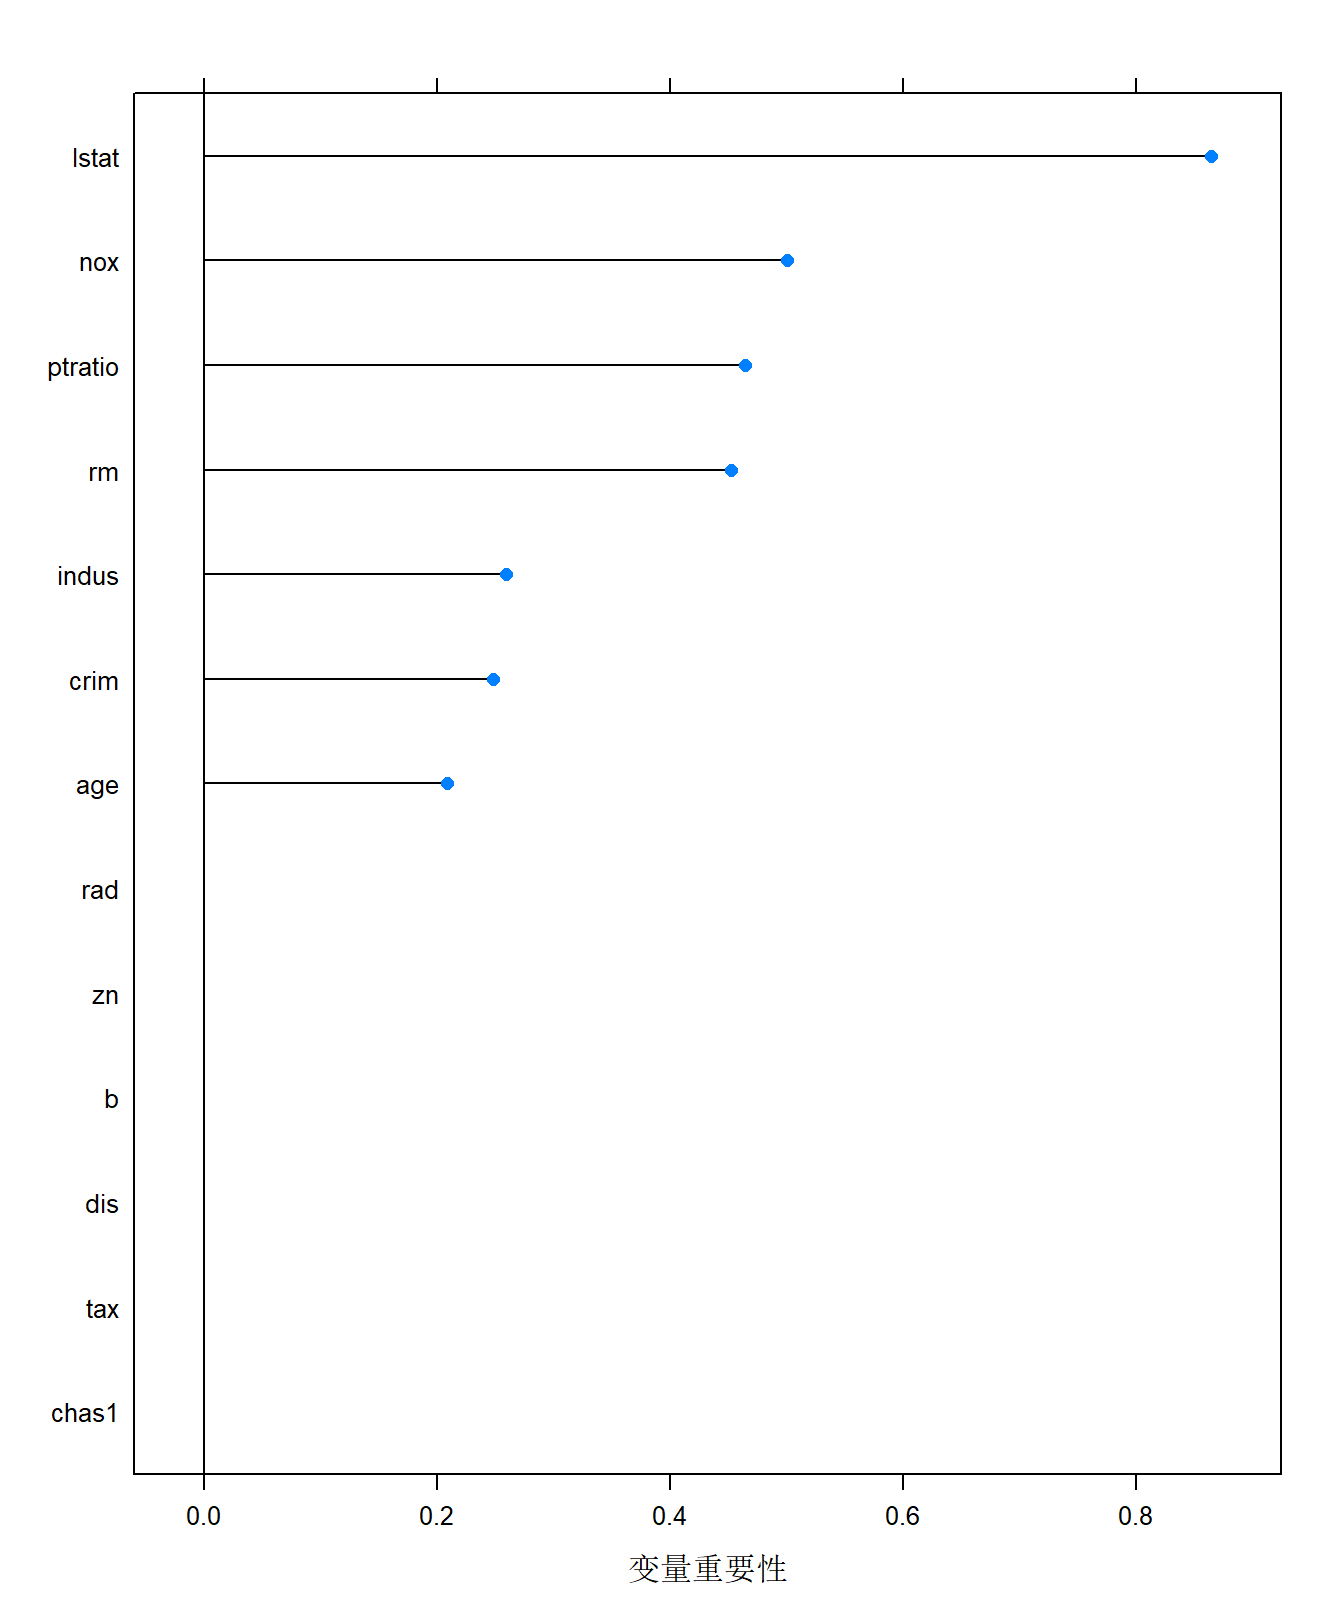 lstat
nox
ptratio
rm
indus
crim
age
rad
zn
b
dis
tax
chas1
0.0 0.2 0.4 0.6 0.8
变量重要性